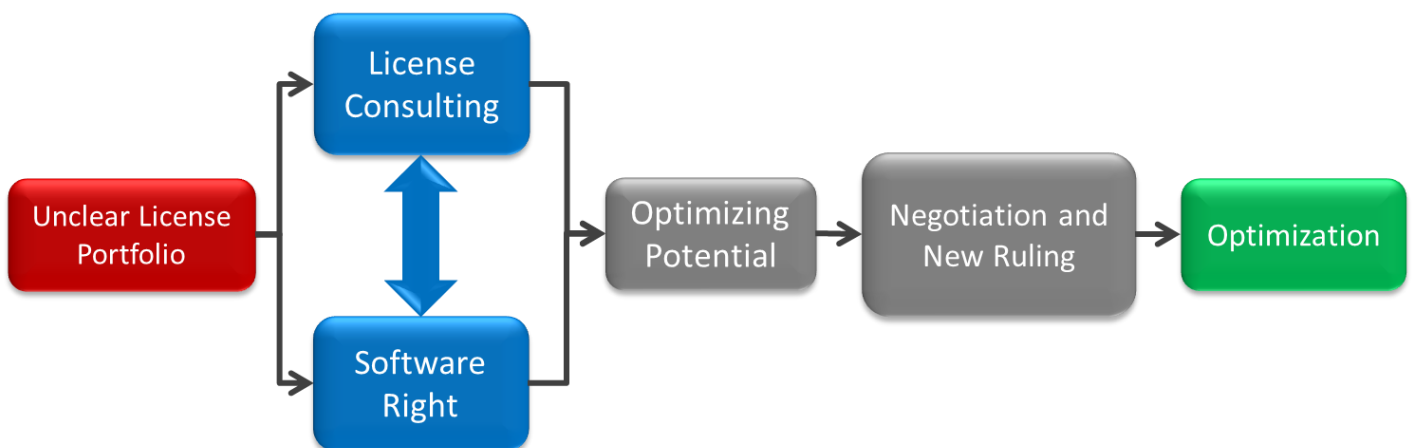 License
Consulting
Unclear License
Portfolio
Optimizing
Potential
Negotiation and
New Ruling
Optimization
Software
Right